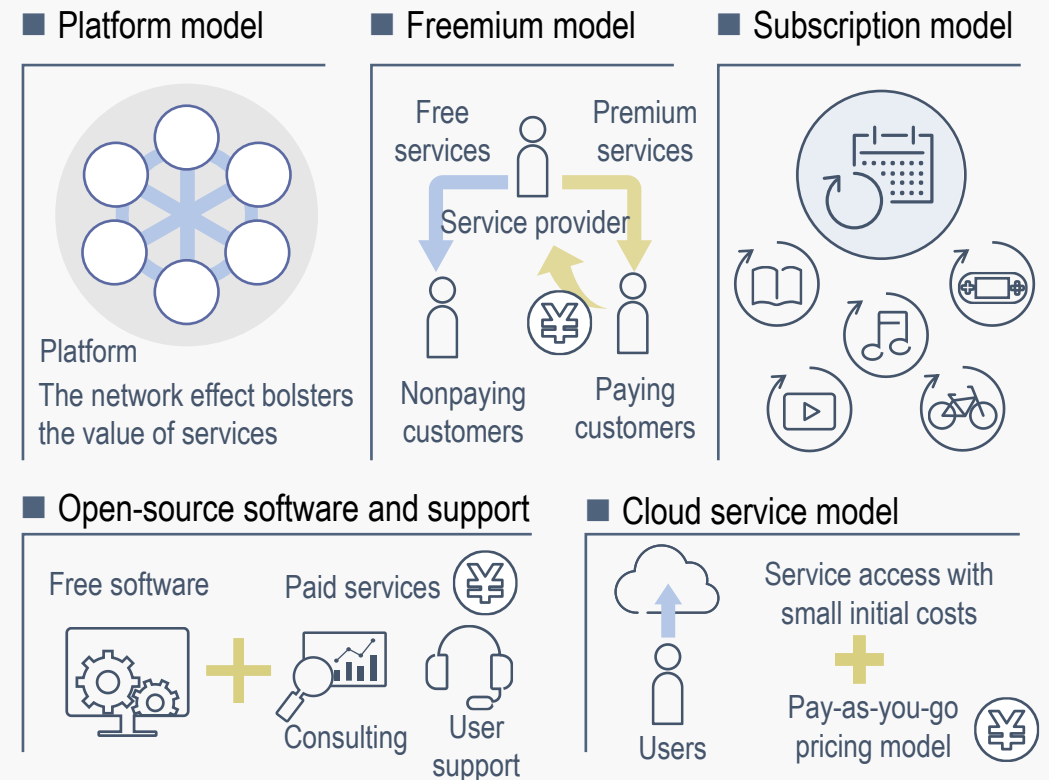 Platform model
Platform
The network effect bolsters
the value of services
Freemium model
Free
services
Premium
services
Service provider
¥
Nonpaying
customers
Paying
customers
Subscription model
Open-source software and support
Free software
Paid services
¥
Consulting
User
support
Cloud service model
Users
Service access with
small initial costs
Pay-as-you-go
pricing model
¥